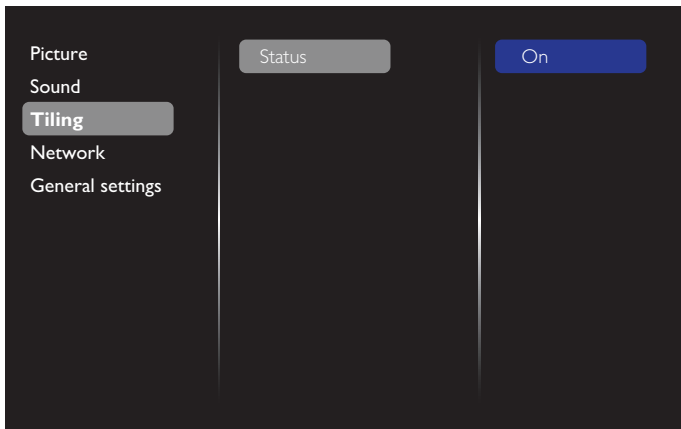 Picture
Sound
Tiling
Network
General settings
Status
On